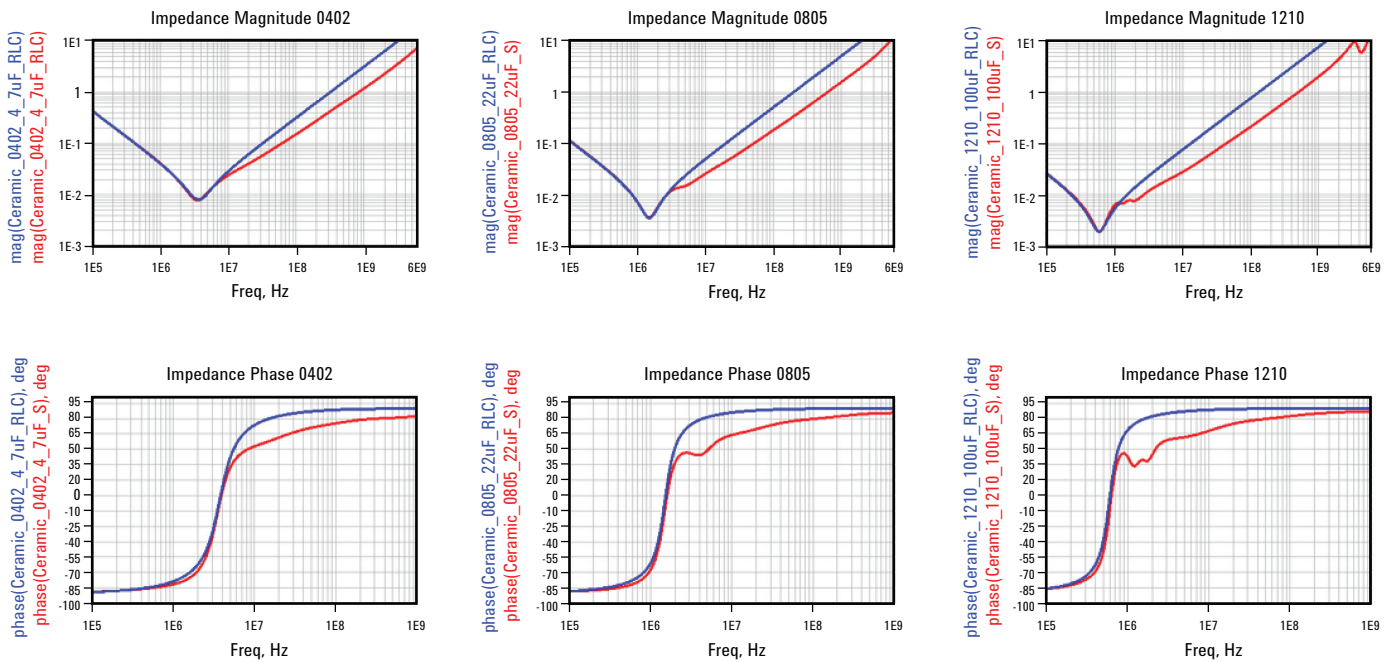 Impedance Magnitude 0402
mag(Ceramic_0402_4_7uF_RLC)
mag(Ceramic_0402_4_7uF_RLC)
1E1
1
1E-1
1E-2
1E-3
1E5
1E6
1E7
1E8
1E9
6E9
Freq, Hz
Impedance Magnitude 0805
mag(Ceramic_0805_22uF_RLC)
mag(Ceramic_0805_22uF_S)
1E1
1
1E-1
1E-2
1E-3
1E5
1E6
1E7
1E8
1E9
6E9
Freq, Hz
Impedance Magnitude 1210
mag(Ceramic_1210_100uF_RLC)
mag(Ceramic_1210_100uF_S)
1E1
1
1E-1
1E-2
1E-3
1E5
1E6
1E7
1E8
1E9
6E9
Freq, Hz
Impedance Phase 0402
phase(Ceramic_0402_4_7uF_RLC), deg
phase(Ceramic_0402_4_7uF_S), deg
95
80
65
50
35
20
0
-10
-25
-40
-55
-70
-85
-100
1E5
1E6
1E7
1E8
1E9
Freq, Hz
Impedance Phase 0805
phase(Ceramic_0805_22uF_RLC), deg
phase(Ceramic_0805_22uF_S), deg
95
80
65
50
35
20
0
-10
-25
-40
-55
-70
-85
-100
1E5
1E6
1E7
1E8
1E9
Freq, Hz
Impedance Phase 1210
phase(Ceramic_1210_100uF_RLC), deg
phase(Ceramic_1210_100uF_S), deg
95
80
65
50
35
20
0
-10
-25
-40
-55
-70
-85
-100
1E5
1E6
1E7
1E8
1E9
Freq, Hz